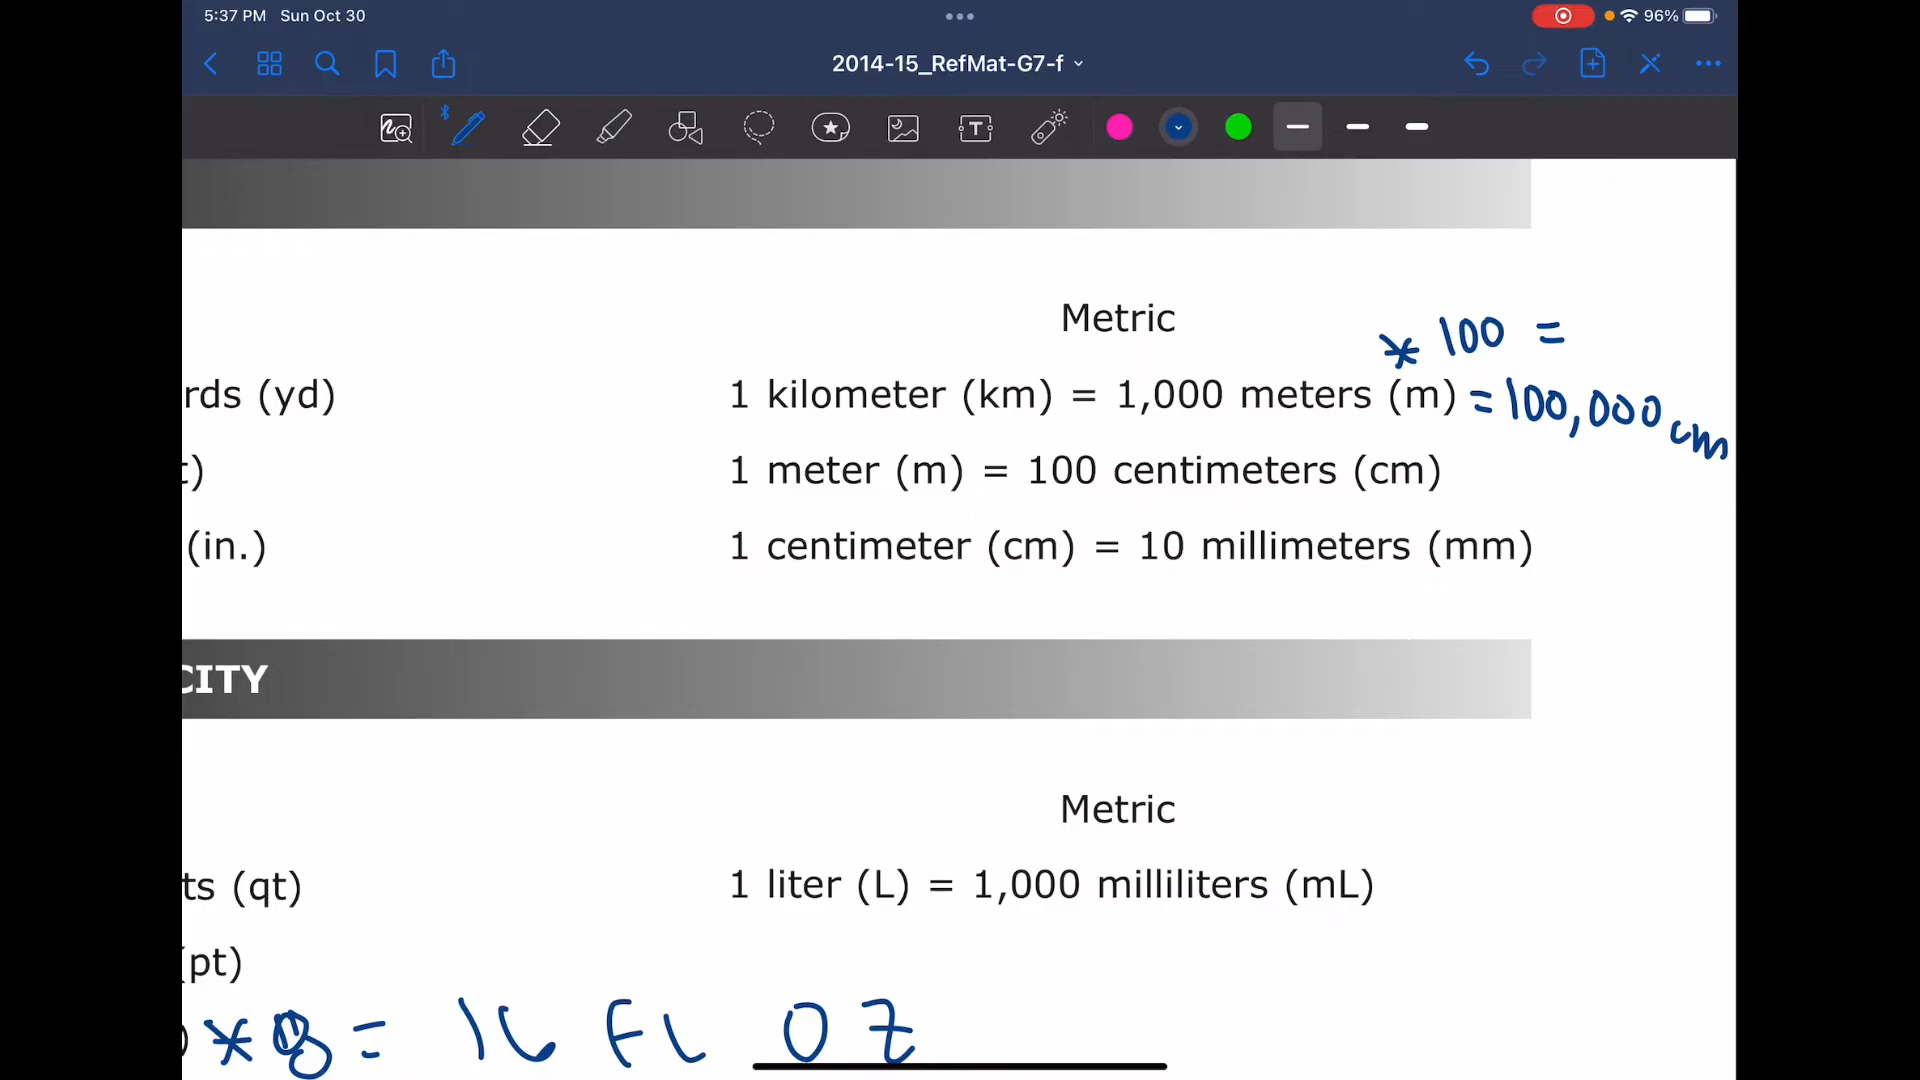 5:37 PM Sun Oct 30
96%
2014-15_RefMat-G7-f
Metric
* 100 =
rds (yd)
1 kilometer (km) = 1,000 meters (m) = 100,000 cm
t)
1 meter (m) = 100 centimeters (cm)
(in.)
1 centimeter (cm) = 10 millimeters (mm)
CITY
Metric
ts (qt)
1 liter (L) = 1,000 milliliters (mL)
(pt)
) * 8 = 16 FL OZ